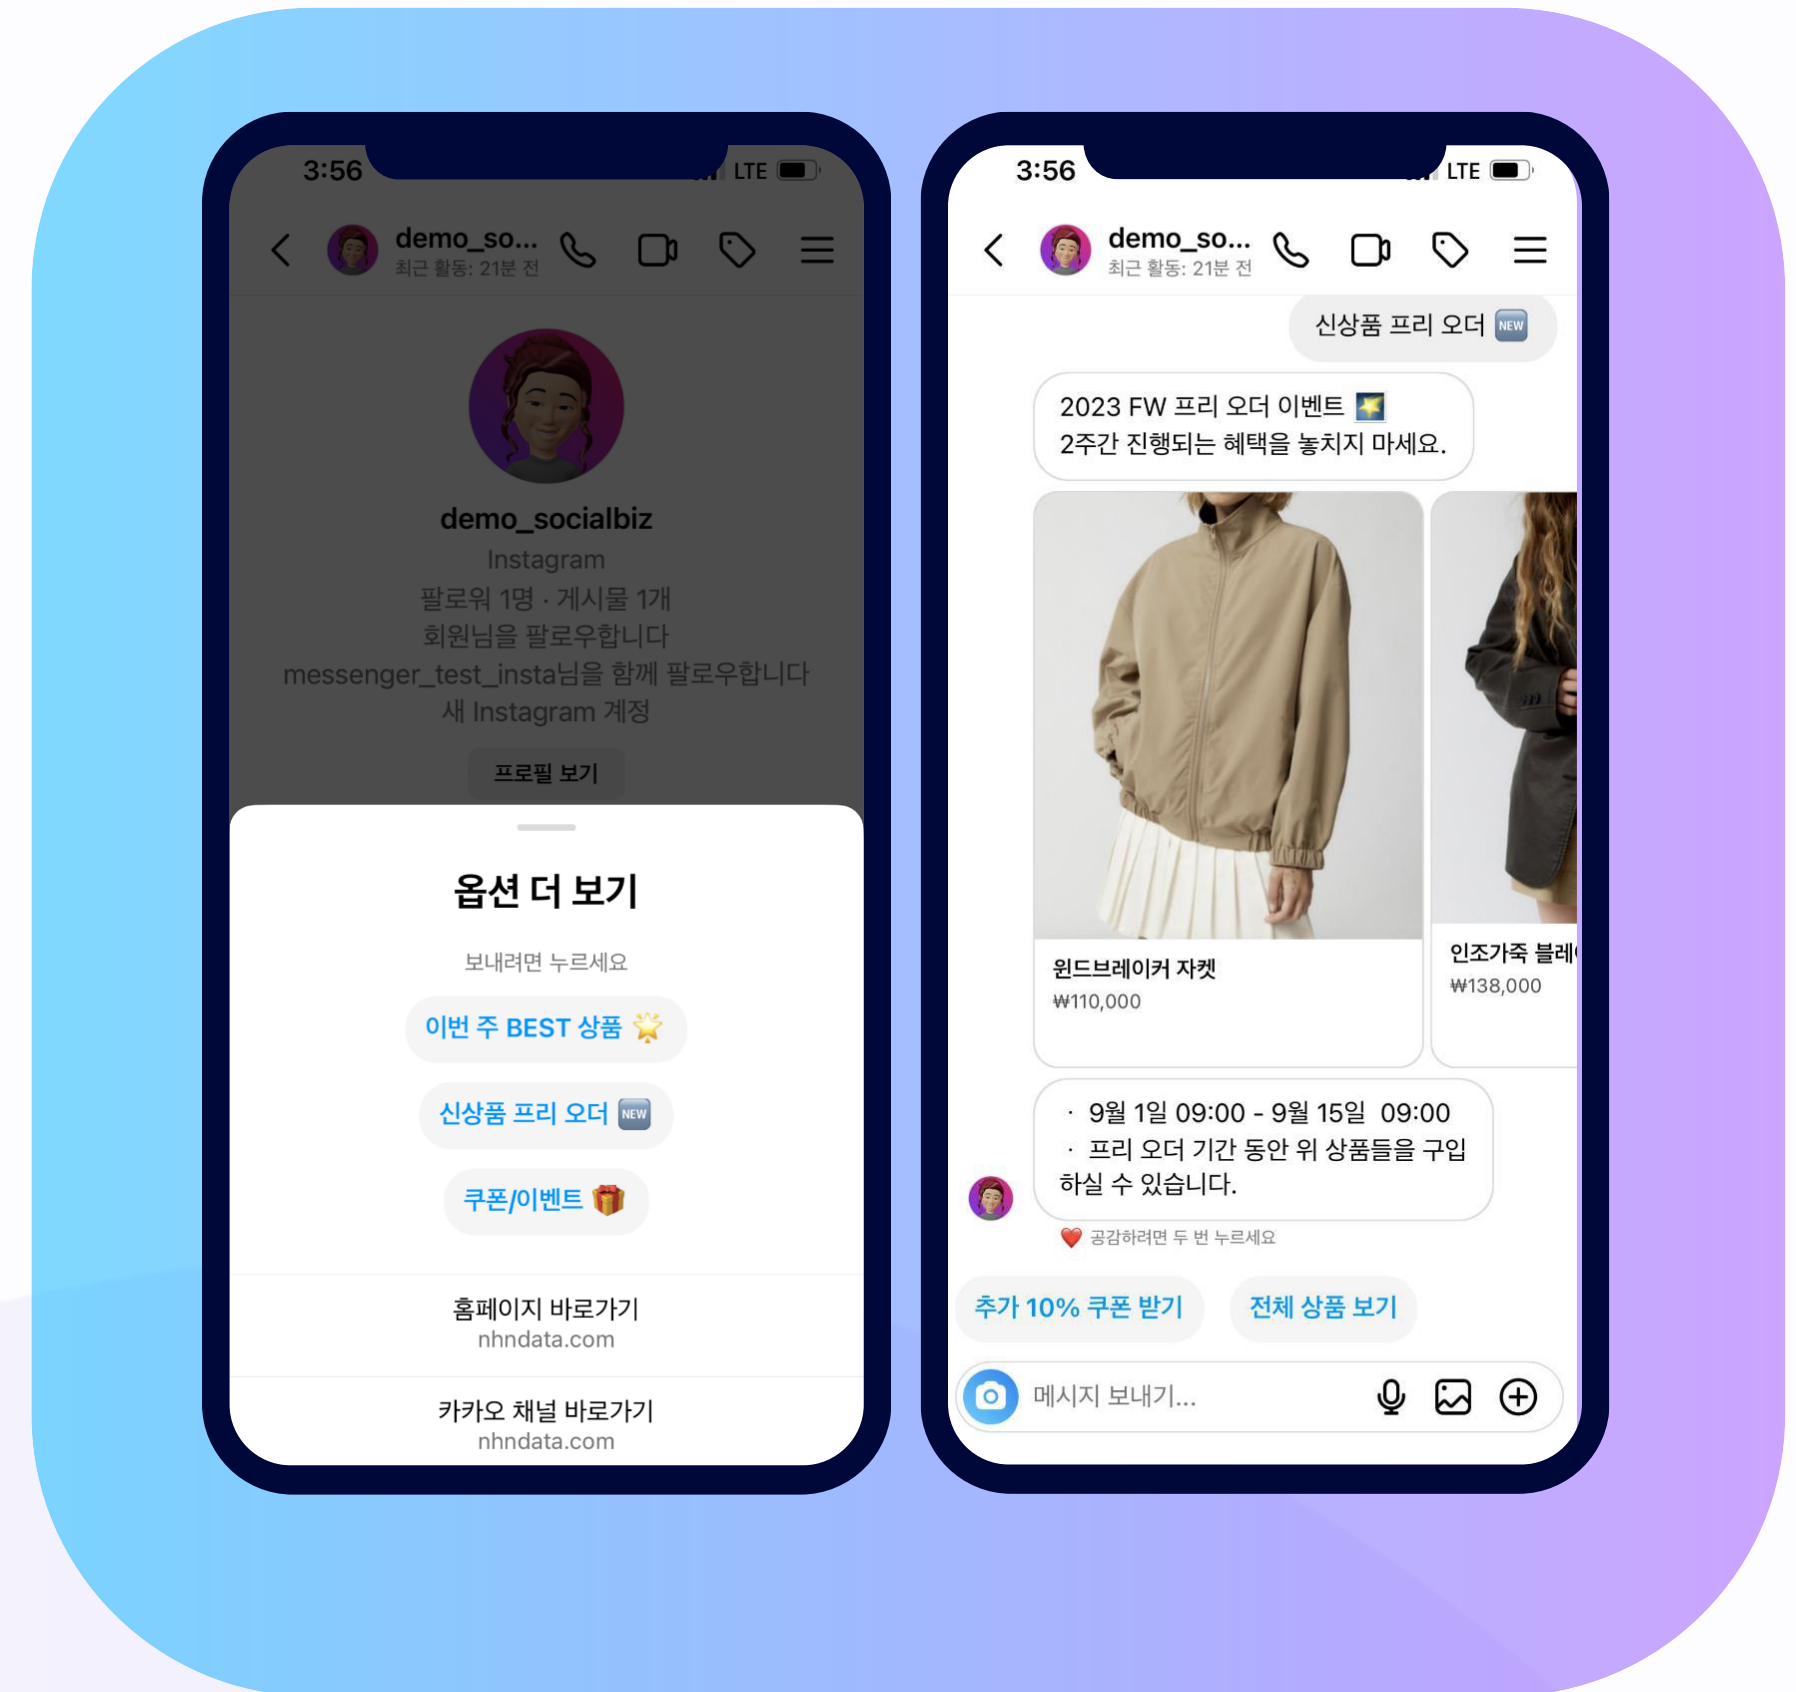 3:56
LTE
demo_so...
최근 활동: 21분 전
demo_socialbiz
Instagram
팔로워 1명 · 게시물 1개
회원님을 팔로우합니다
messenger_test_insta님을 함께 팔로우합니다
새 Instagram 계정
프로필 보기
옵션 더 보기
보내려면 누르세요
이번 주 BEST 상품 🌟
신상품 프리 오더 🆕
쿠폰/이벤트 🎁
홈페이지 바로가기
nhndata.com
카카오 채널 바로가기
nhndata.com
3:56
LTE
demo_so...
최근 활동: 21분 전
신상품 프리 오더 🆕
2023 FW 프리 오더 이벤트 🌠
2주간 진행되는 혜택을 놓치지 마세요.
윈드브레이커 자켓
₩110,000
인조가죽 블레
₩138,000
· 9월 1일 09:00 - 9월 15일 09:00
· 프리 오더 기간 동안 위 상품들을 구입
하실 수 있습니다.
❤️ 공감하려면 두 번 누르세요
추가 10% 쿠폰 받기
전체 상품 보기
메시지 보내기...